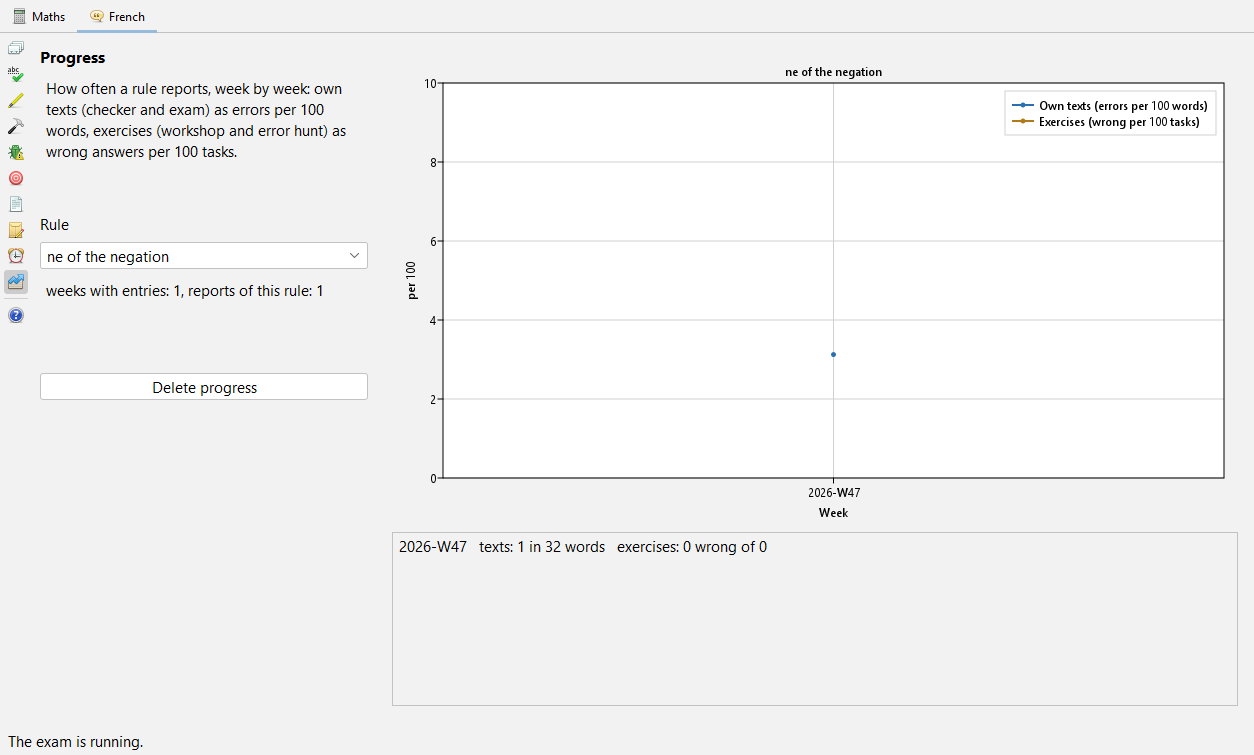 Maths
French
Progress
How often a rule reports, week by week: own
texts (checker and exam) as errors per 100
words, exercises (workshop and error hunt) as
wrong answers per 100 tasks.
Rule
ne of the negation
weeks with entries: 1, reports of this rule: 1
Delete progress
ne of the negation
Own texts (errors per 100 words)
Exercises (wrong per 100 tasks)
10
8
6
4
2
0
per 100
2026-W47
Week
2026-W47 texts: 1 in 32 words exercises: 0 wrong of 0
The exam is running.
abc